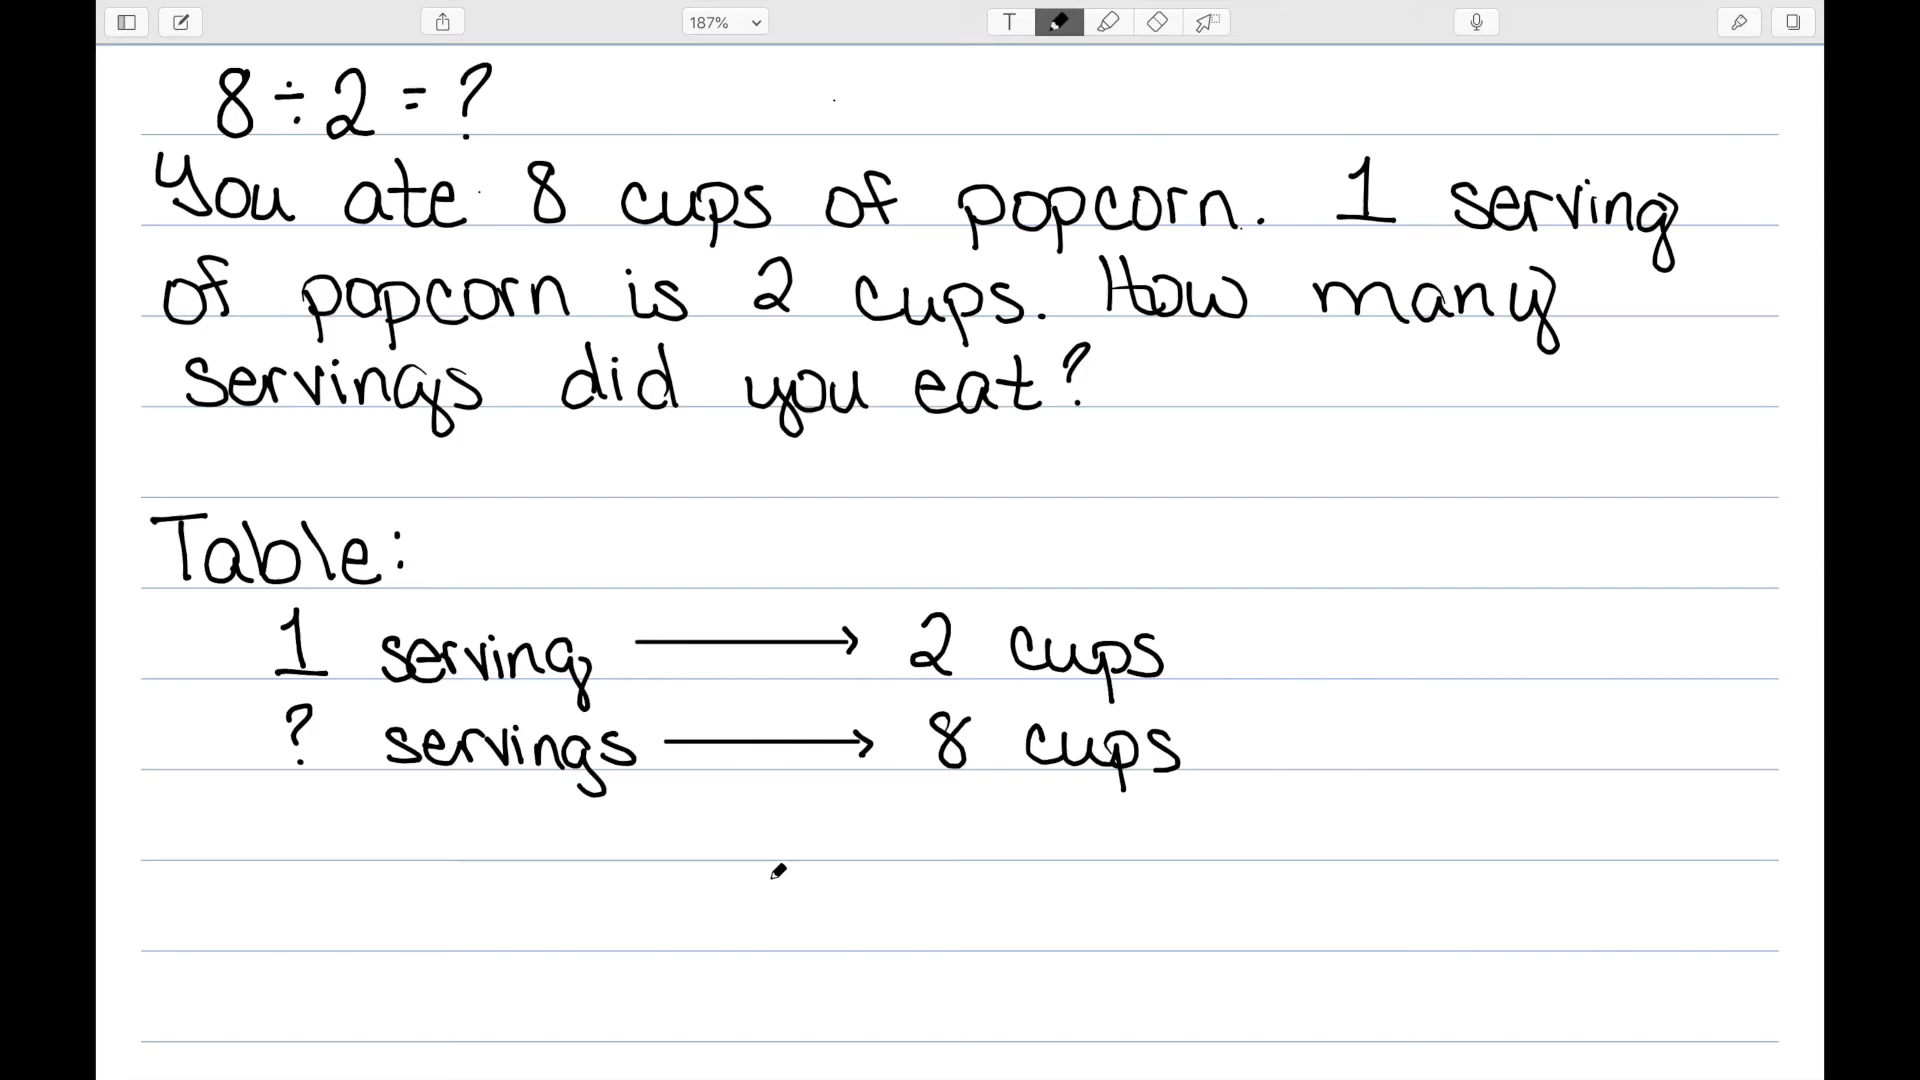 187%
T
8 ÷ 2 = ?
You ate 8 cups of popcorn. 1 serving
of popcorn is 2 cups. How many
servings did you eat?
Table:
1 serving → 2 cups
? servings → 8 cups